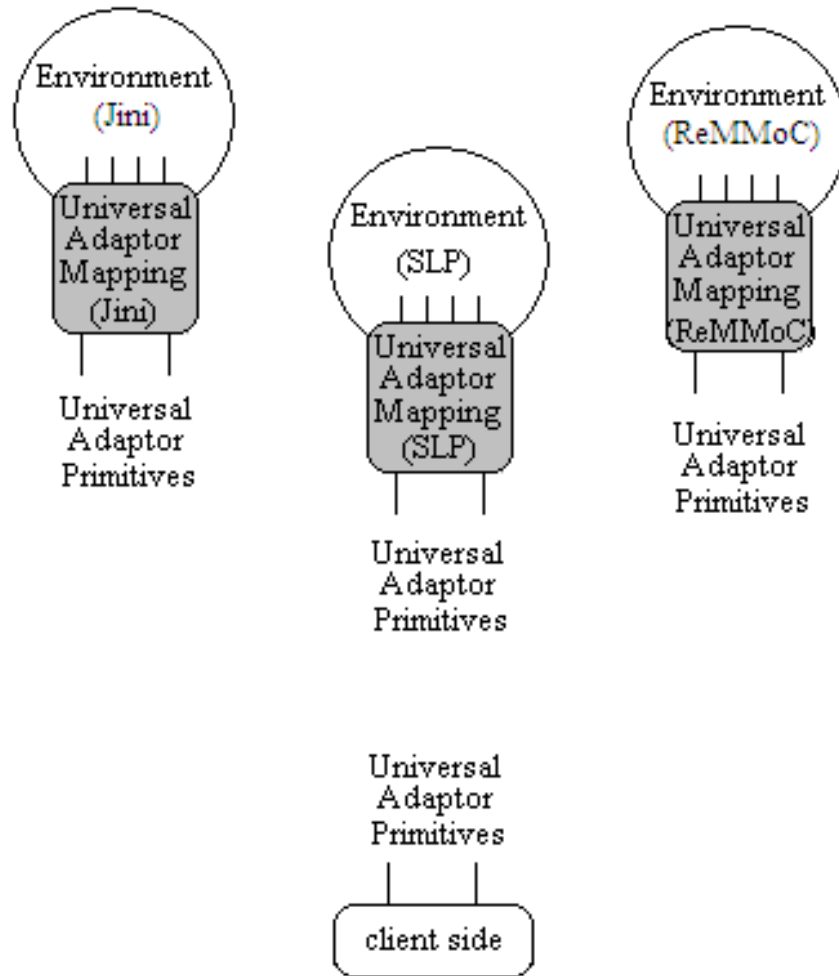 Environment
(Jini)
Universal
Adaptor
Mapping
(Jini)
Universal
Adaptor
Primitives
Environment
(SLP)
Universal
Adaptor
Mapping
(SLP)
Universal
Adaptor
Primitives
Environment
(ReMMoC)
Universal
Adaptor
Mapping
(ReMMoC)
Universal
Adaptor
Primitives
Universal
Adaptor
Primitives
client side